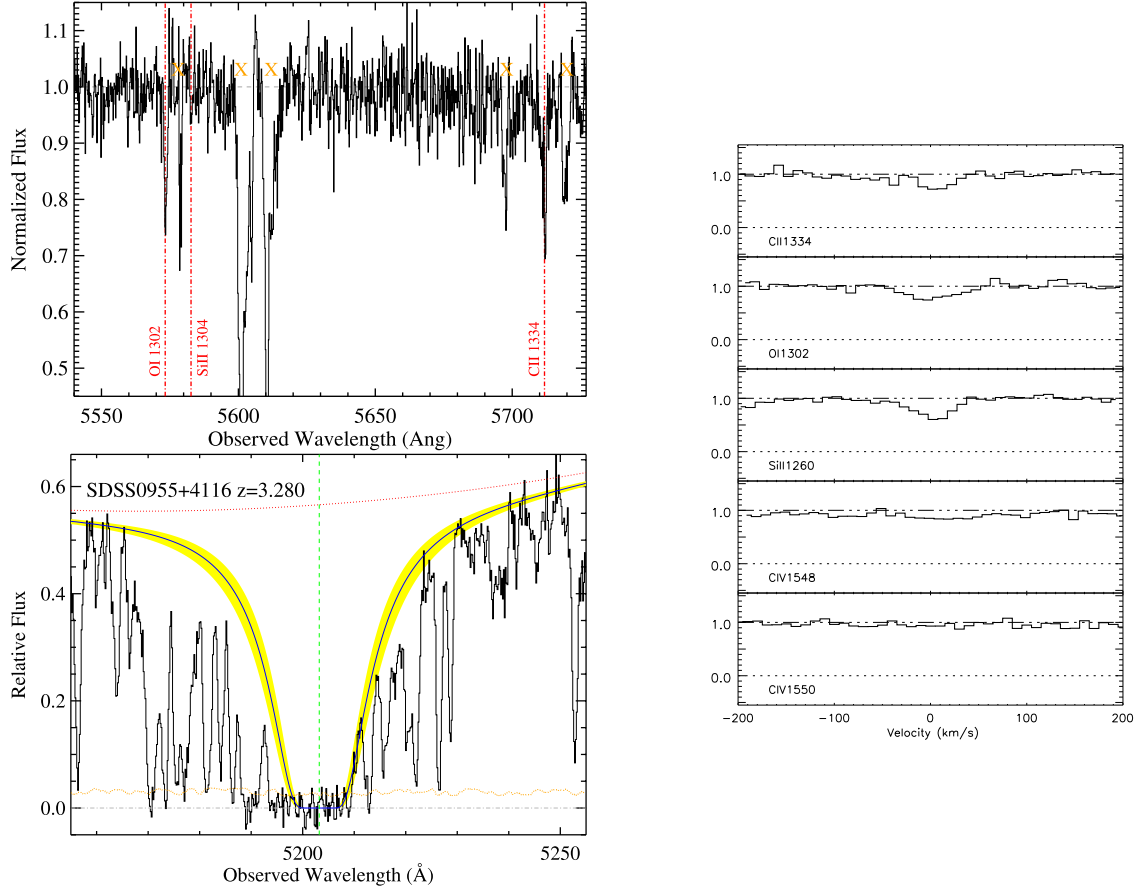 1.1
1.0
0.9
0.8
0.7
0.6
0.5
Normalized Flux
X X X X X
OI 1302
SiII 1304
CII 1334
5550 5600 5650 5700
Observed Wavelength (Ang)
SDSS0955+4116 z=3.280
0.6
0.4
0.2
0.0
Relative Flux
5200 5250
Observed Wavelength (Å)
1.0
0.0
CII1334
1.0
0.0
OI1302
1.0
0.0
SiII1260
1.0
0.0
CIV1548
1.0
0.0
CIV1550
-200 -100 0 100 200
Velocity (km/s)